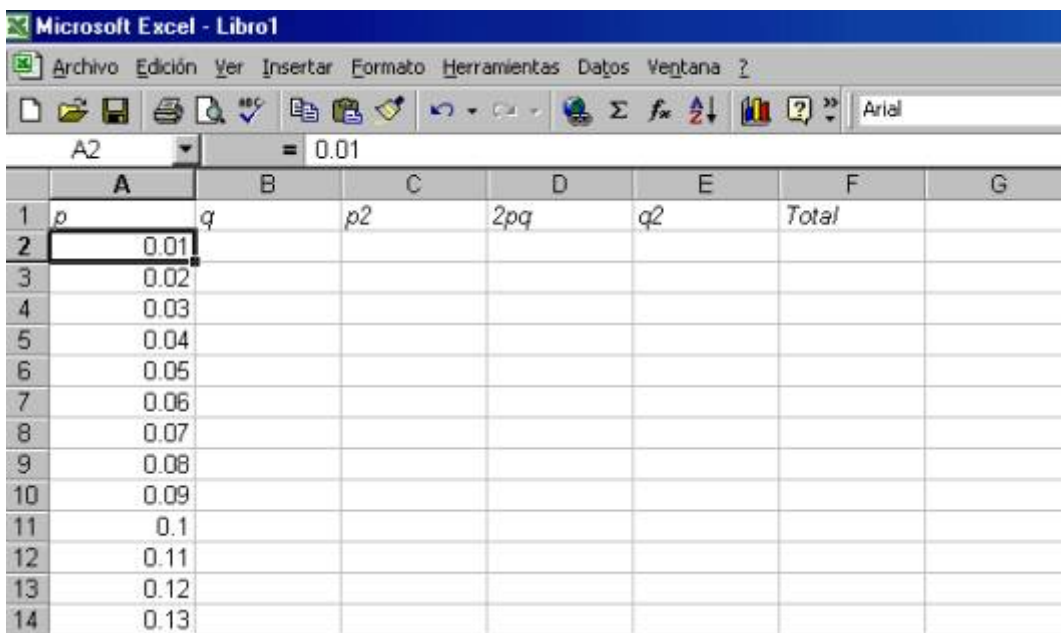 Microsoft Excel - Libro1
Archivo Edición Ver Insertar Formato Herramientas Datos Ventana ?
ABC Σ fx A Z ? » Arial
A2 = 0.01
A B C D E F G
1 p q p2 2pq q2 Total
2 0.01
3 0.02
4 0.03
5 0.04
6 0.05
7 0.06
8 0.07
9 0.08
10 0.09
11 0.1
12 0.11
13 0.12
14 0.13